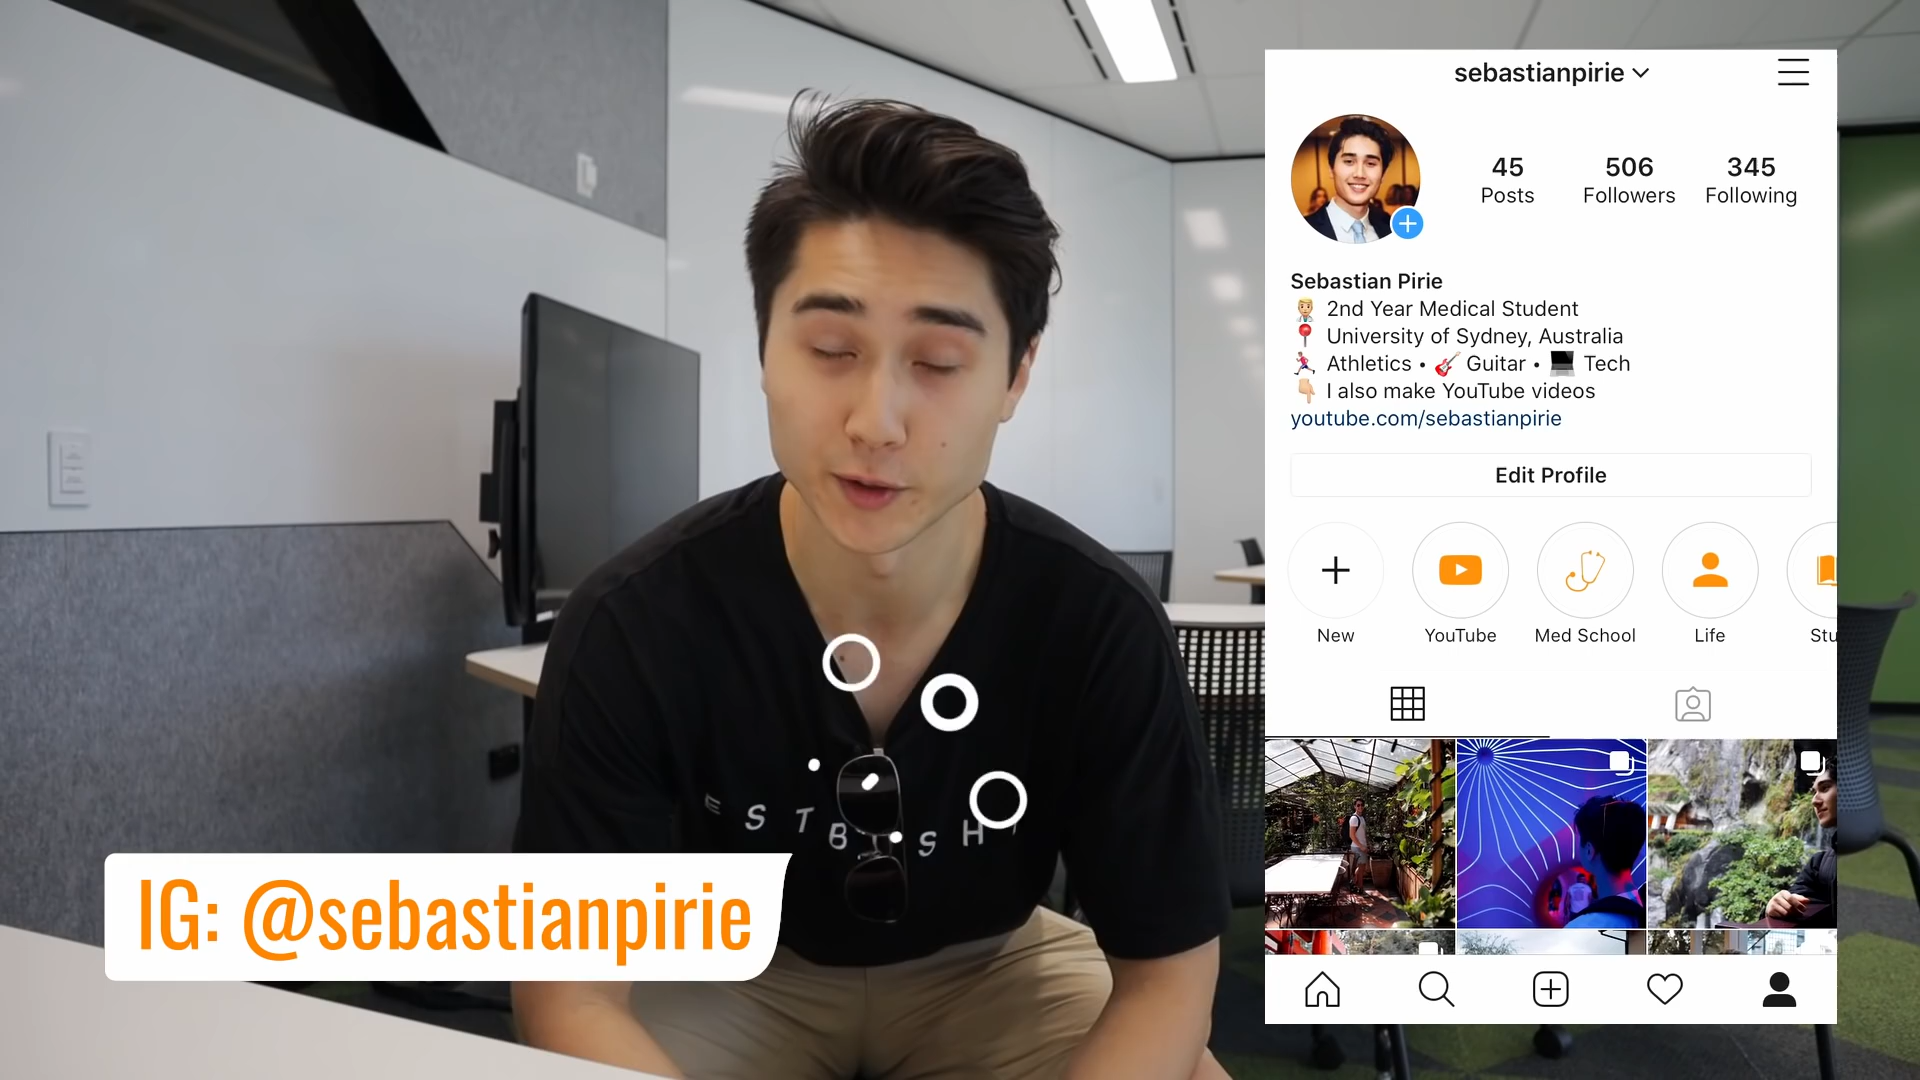 sebastianpirie
45 506 345
Posts Followers Following
Sebastian Pirie
2nd Year Medical Student
University of Sydney, Australia
Athletics • Guitar • Tech
I also make YouTube videos
youtube.com/sebastianpirie
Edit Profile
New YouTube Med School Life Stu
E S T B S H
IG: @sebastianpirie